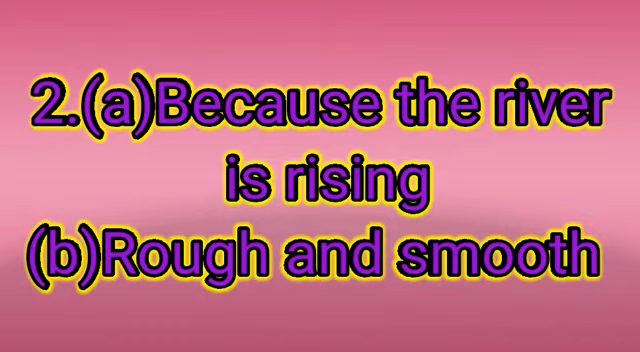 2.(a)Because the river
is rising
(b)Rough and smooth